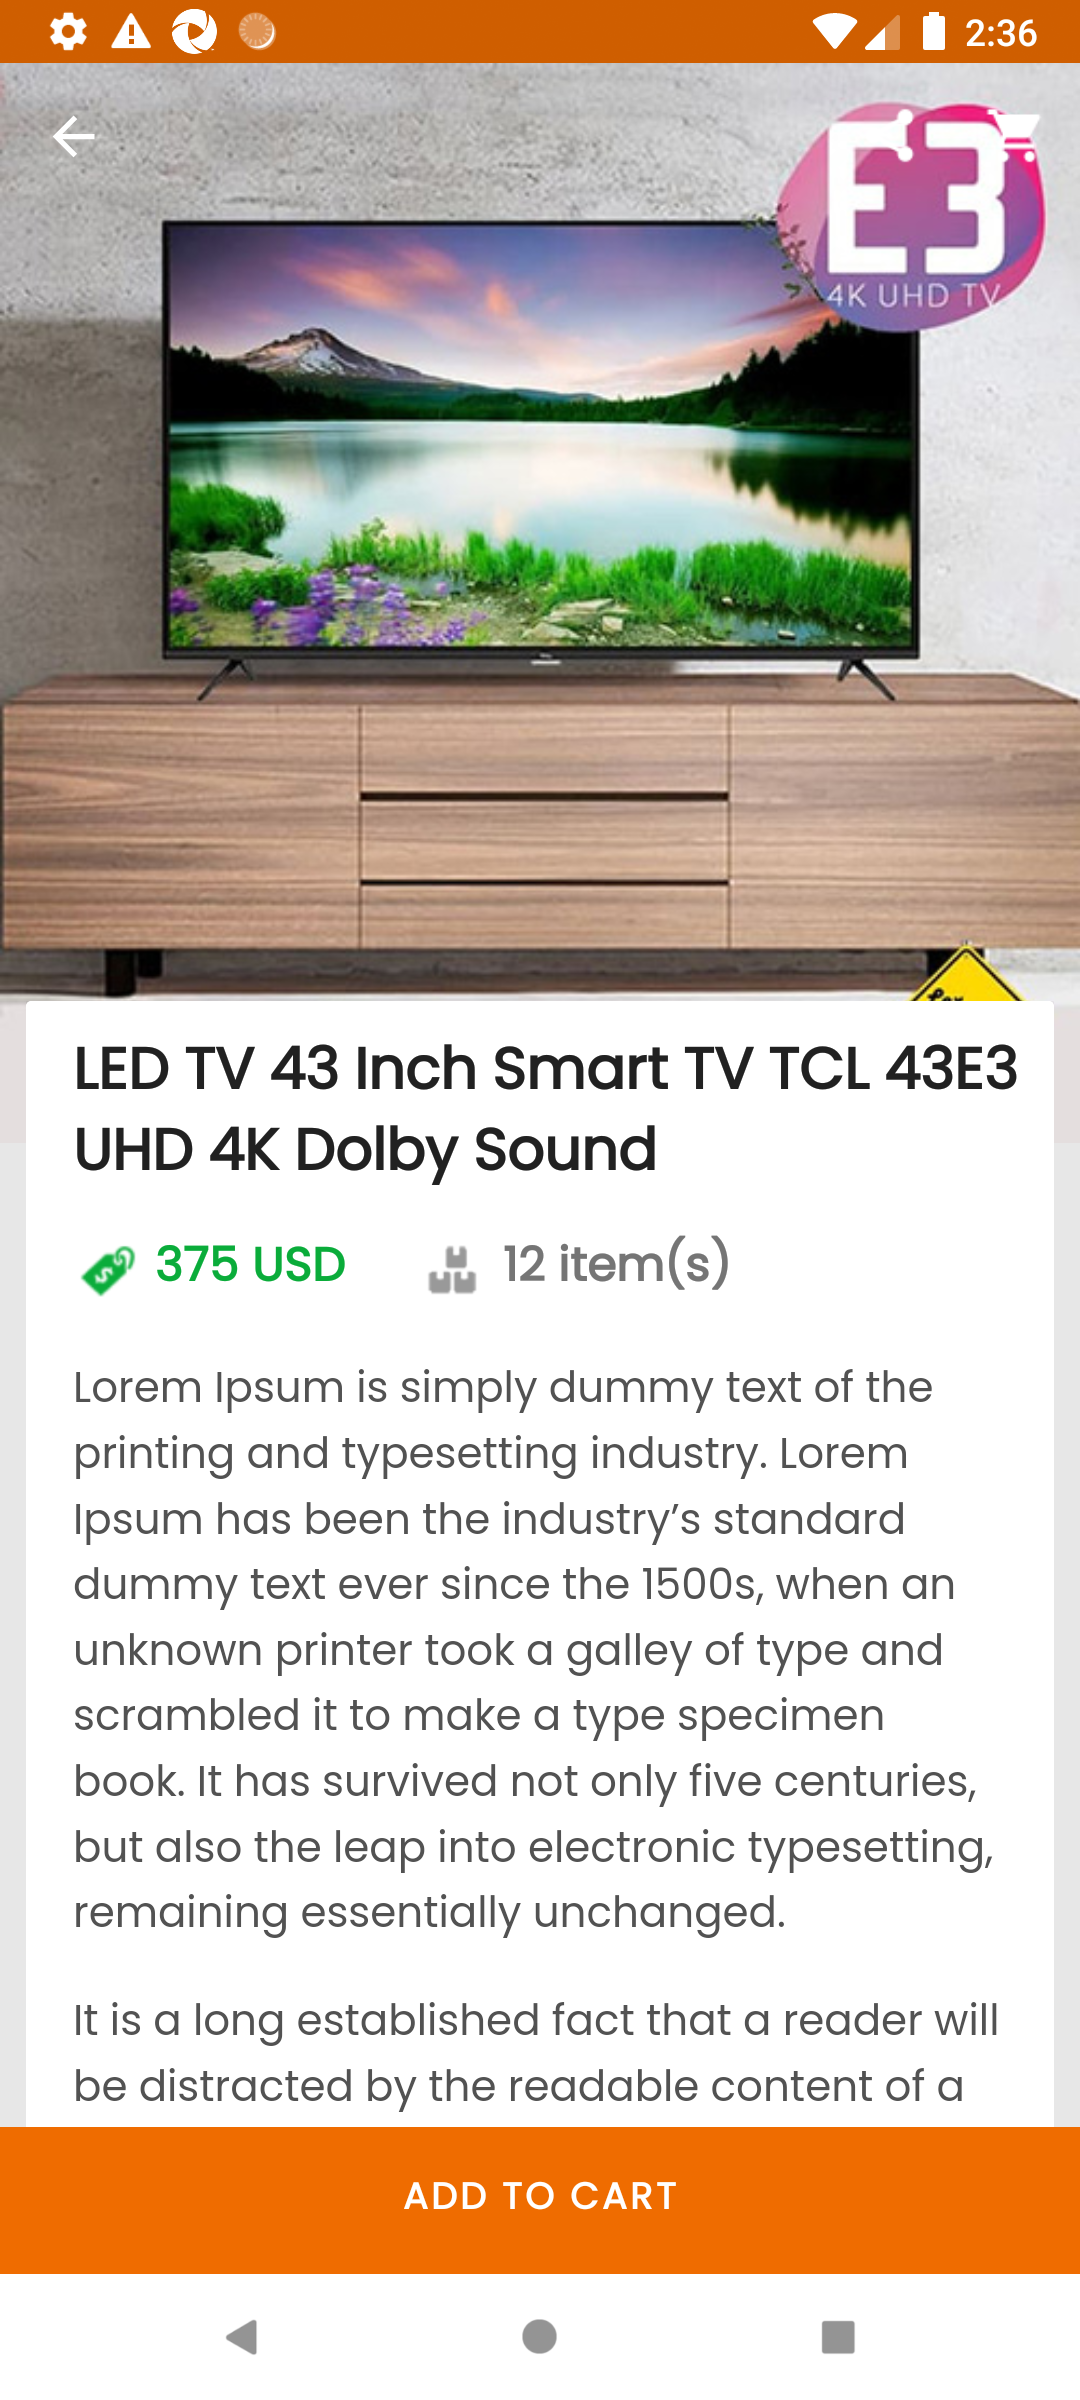 2:36
E3
4K UHD TV
LED TV 43 Inch Smart TV TCL 43E3
UHD 4K Dolby Sound
375 USD
12 item(s)
Lorem Ipsum is simply dummy text of the
printing and typesetting industry. Lorem
Ipsum has been the industry’s standard
dummy text ever since the 1500s, when an
unknown printer took a galley of type and
scrambled it to make a type specimen
book. It has survived not only five centuries,
but also the leap into electronic typesetting,
remaining essentially unchanged.
It is a long established fact that a reader will
be distracted by the readable content of a
ADD TO CART